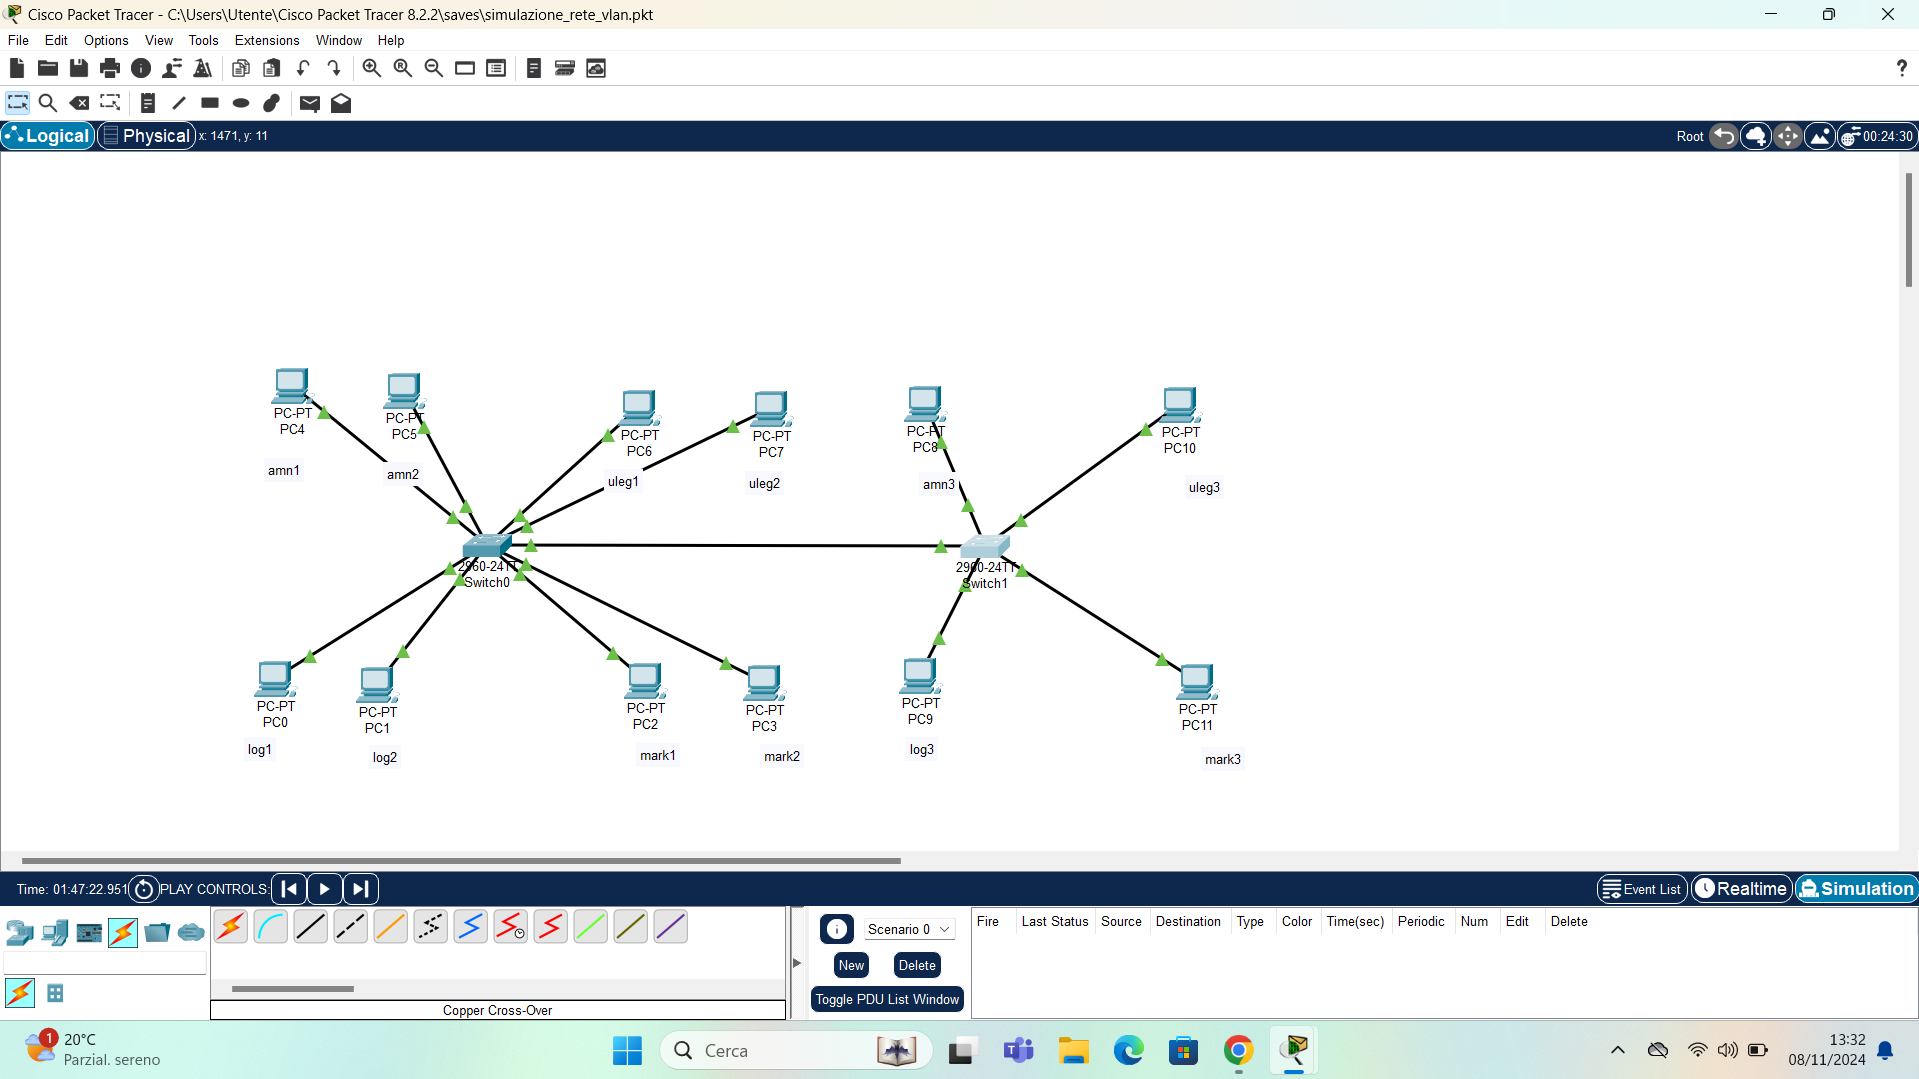 Cisco Packet Tracer - C:\Users\Utente\Cisco Packet Tracer 8.2.2\saves\simulazione_rete_vlan.pkt
File Edit Options View Tools Extensions Window Help
?
Logical Physical x: 1471, y: 11 Root 00:24:30
PC-PT
PC4
amn1
PC-PT
PC5
amn2
PC-PT
PC6
uleg1
PC-PT
PC7
uleg2
PC-PT
PC8
amn3
PC-PT
PC10
uleg3
2960-24TT
Switch0
2960-24TT
Switch1
PC-PT
PC0
log1
PC-PT
PC1
log2
PC-PT
PC2
mark1
PC-PT
PC3
mark2
PC-PT
PC9
log3
PC-PT
PC11
mark3
Time: 01:47:22.951 PLAY CONTROLS: Event List Realtime Simulation
Scenario 0
New Delete
Toggle PDU List Window
Fire Last Status Source Destination Type Color Time(sec) Periodic Num Edit Delete
Copper Cross-Over
1
20°C
Parzial. sereno
Cerca
13:32
08/11/2024